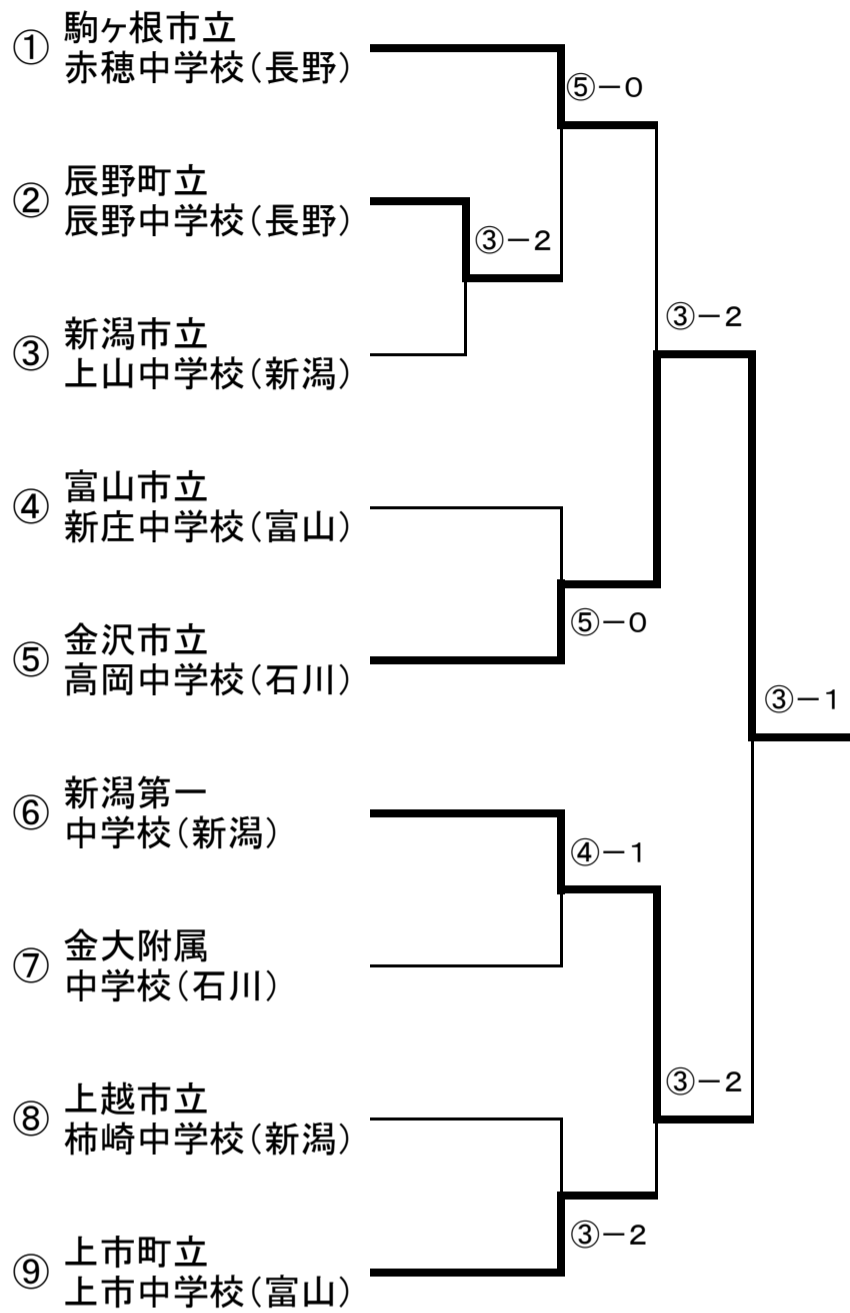 ① 駒ヶ根市立
赤穂中学校（長野）
⑤－0
② 辰野町立
辰野中学校（長野）
③－2
③ 新潟市立
上山中学校（新潟）
③－2
④ 富山市立
新庄中学校（富山）
⑤－0
⑤ 金沢市立
高岡中学校（石川）
③－1
⑥ 新潟第一
中学校（新潟）
④－1
⑦ 金大附属
中学校（石川）
③－2
⑧ 上越市立
柿崎中学校（新潟）
③－2
⑨ 上市町立
上市中学校（富山）